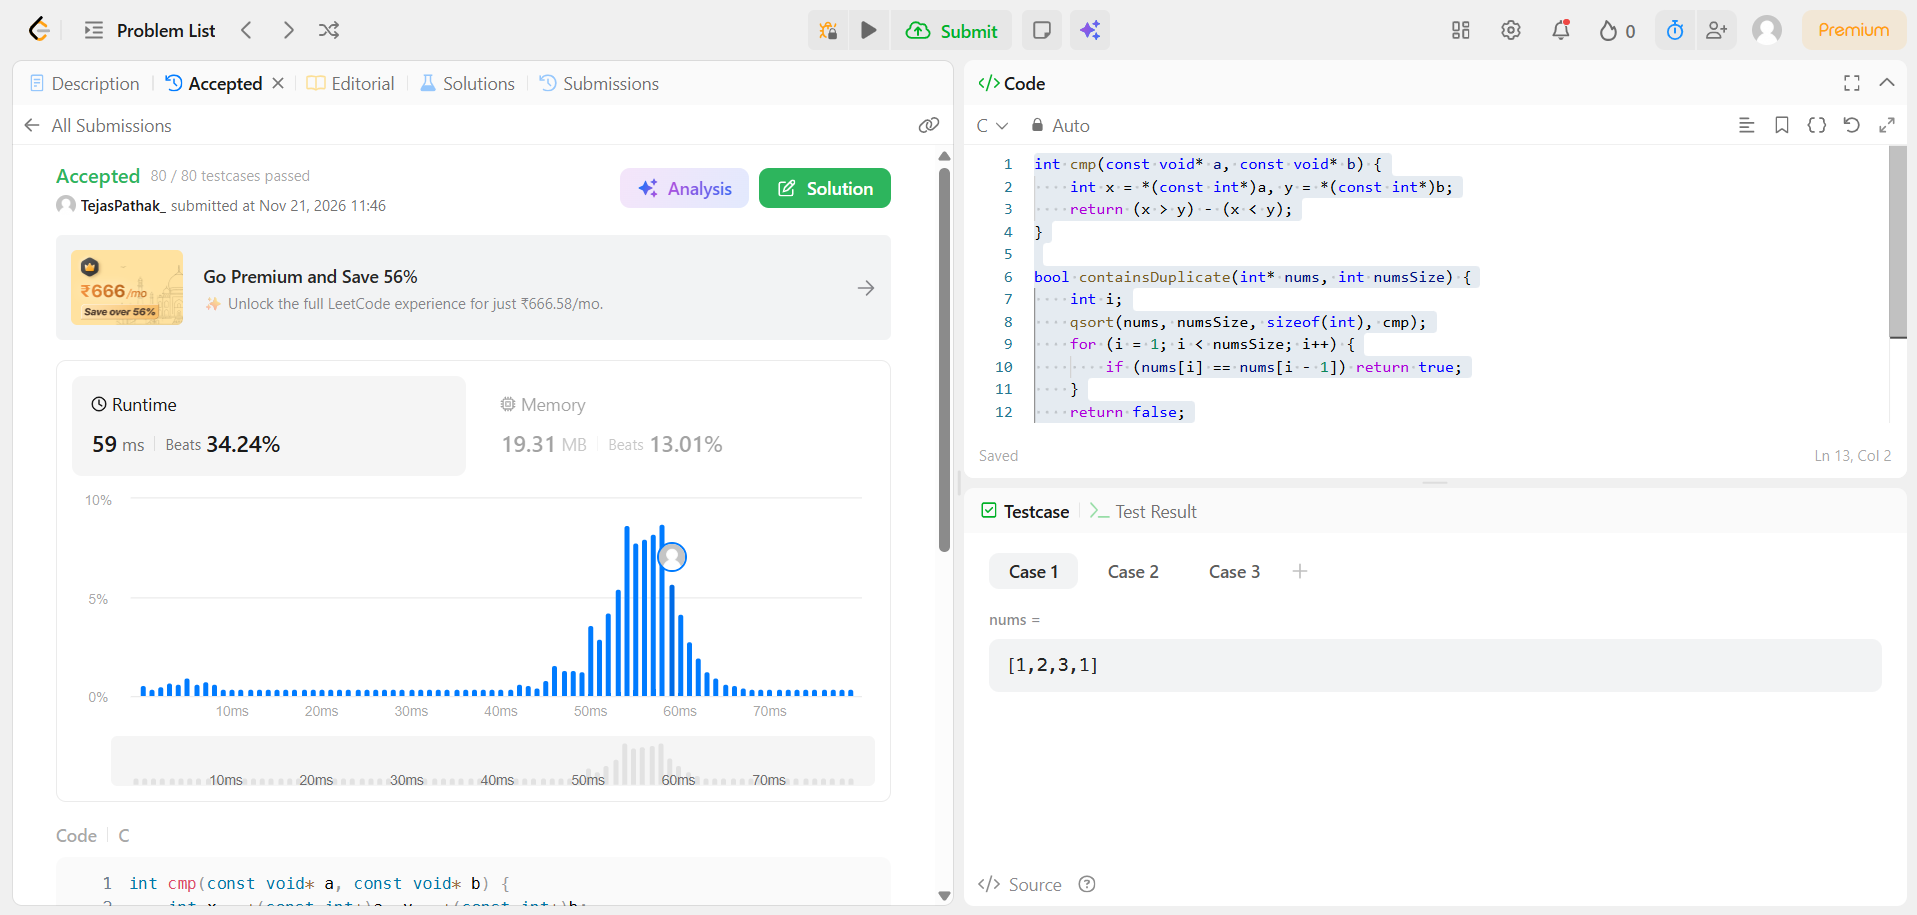 Problem List
Submit
0
Premium
Description
Accepted
Editorial
Solutions
Submissions
All Submissions
Accepted 80 / 80 testcases passed
TejasPathak_ submitted at Nov 21, 2026 11:46
Analysis
Solution
₹666/mo
Save over 56%
Go Premium and Save 56%
Unlock the full LeetCode experience for just ₹666.58/mo.
Runtime
59 ms Beats 34.24%
Memory
19.31 MB Beats 13.01%
10%
5%
0%
10ms 20ms 30ms 40ms 50ms 60ms 70ms
10ms 20ms 30ms 40ms 50ms 60ms 70ms
Code C
1 int cmp(const void* a, const void* b) {
Code
C Auto
1 int cmp(const void* a, const void* b) {
2 int x = *(const int*)a, y = *(const int*)b;
3 return (x > y) - (x < y);
4 }
5
6 bool containsDuplicate(int* nums, int numsSize) {
7 int i;
8 qsort(nums, numsSize, sizeof(int), cmp);
9 for (i = 1; i < numsSize; i++) {
10 if (nums[i] == nums[i - 1]) return true;
11 }
12 return false;
Saved
Ln 13, Col 2
Testcase
Test Result
Case 1
Case 2
Case 3
nums =
[1,2,3,1]
Source